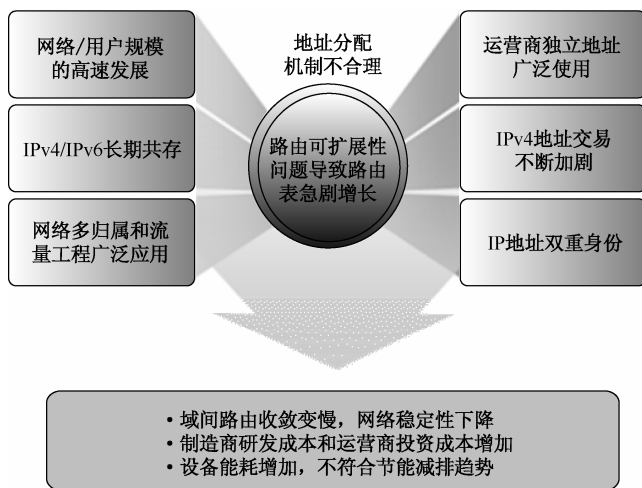 网络/用户规模
的高速发展
IPv4/IPv6长期共存
网络多归属和流
量工程广泛应用
地址分配
机制不合理
路由可扩展性
问题导致路由
表急剧增长
运营商独立地址
广泛使用
IPv4地址交易
不断加剧
IP地址双重身份
• 域间路由收敛变慢，网络稳定性下降
• 制造商研发成本和运营商投资成本增加
• 设备能耗增加，不符合节能减排趋势